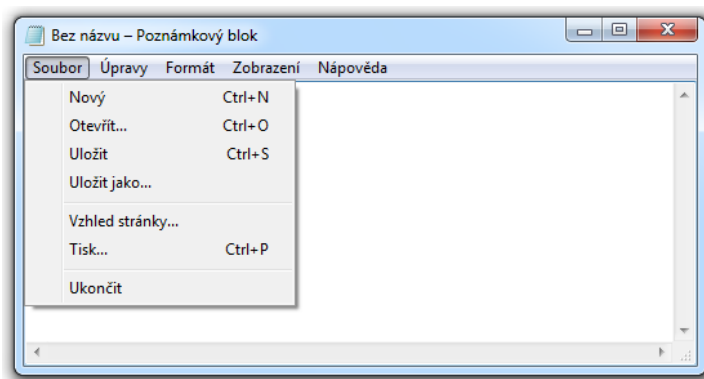 Bez názvu – Poznámkový blok
Soubor Úpravy Formát Zobrazení Nápověda
Nový Ctrl+N
Otevřít... Ctrl+O
Uložit Ctrl+S
Uložit jako...
Vzhled stránky...
Tisk... Ctrl+P
Ukončit